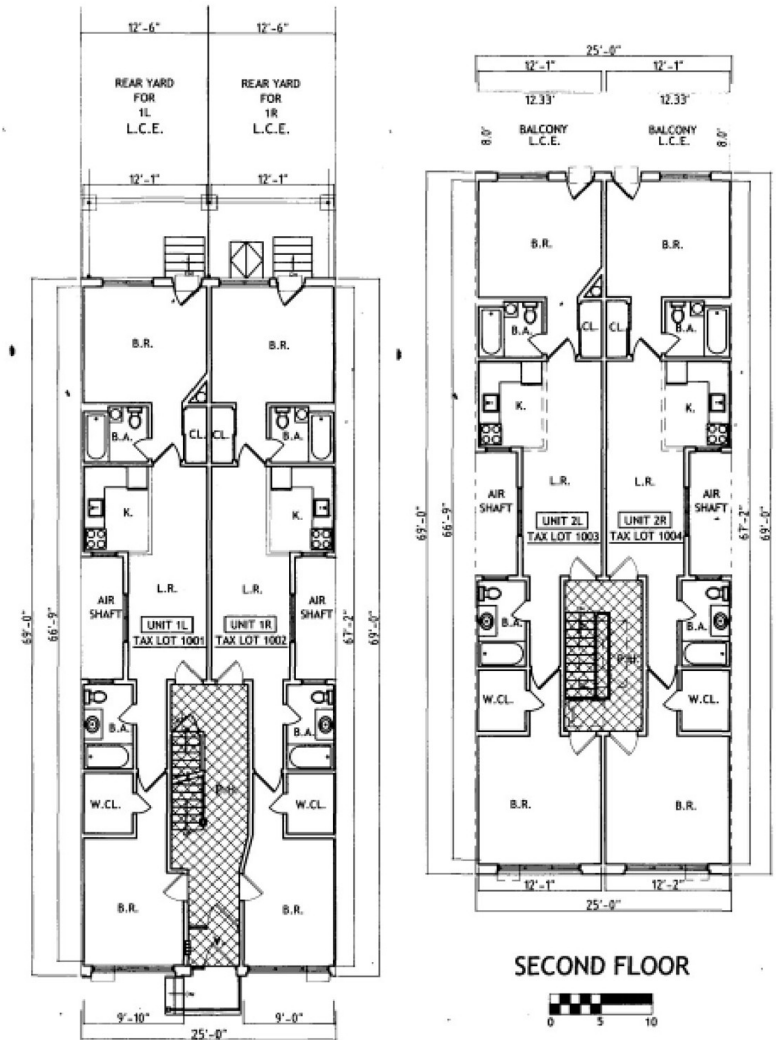 12'-6" 12'-6"
REAR YARD
FOR
1L
L.C.E.
REAR YARD
FOR
1R
L.C.E.
12'-1" 12'-1"
B.R. B.R.
B.A. CL. CL. B.A.
K. K.
L.R. L.R.
AIR
SHAFT
AIR
SHAFT
UNIT 1L UNIT 1R
TAX LOT 1001 TAX LOT 1002
69'-0" 66'-9" 67'-2" 69'-0"
B.A. B.A.
P.H.
W.CL. W.CL.
B.R. B.R.
V
9'-10" 9'-0"
25'-0"
25'-0"
12'-1" 12'-1"
12.33' 12.33'
8.0' BALCONY
L.C.E.
BALCONY
L.C.E.
8.0'
B.R. B.R.
B.A. CL. CL. B.A.
K. K.
L.R. L.R.
AIR
SHAFT
AIR
SHAFT
UNIT 2L UNIT 2R
TAX LOT 1003 TAX LOT 1004
69'-0" 66'-9" 67'-2" 69'-0"
B.A. B.A.
P.H.
W.CL. W.CL.
B.R. B.R.
12'-1" 12'-2"
25'-0"
SECOND FLOOR
0 5 10